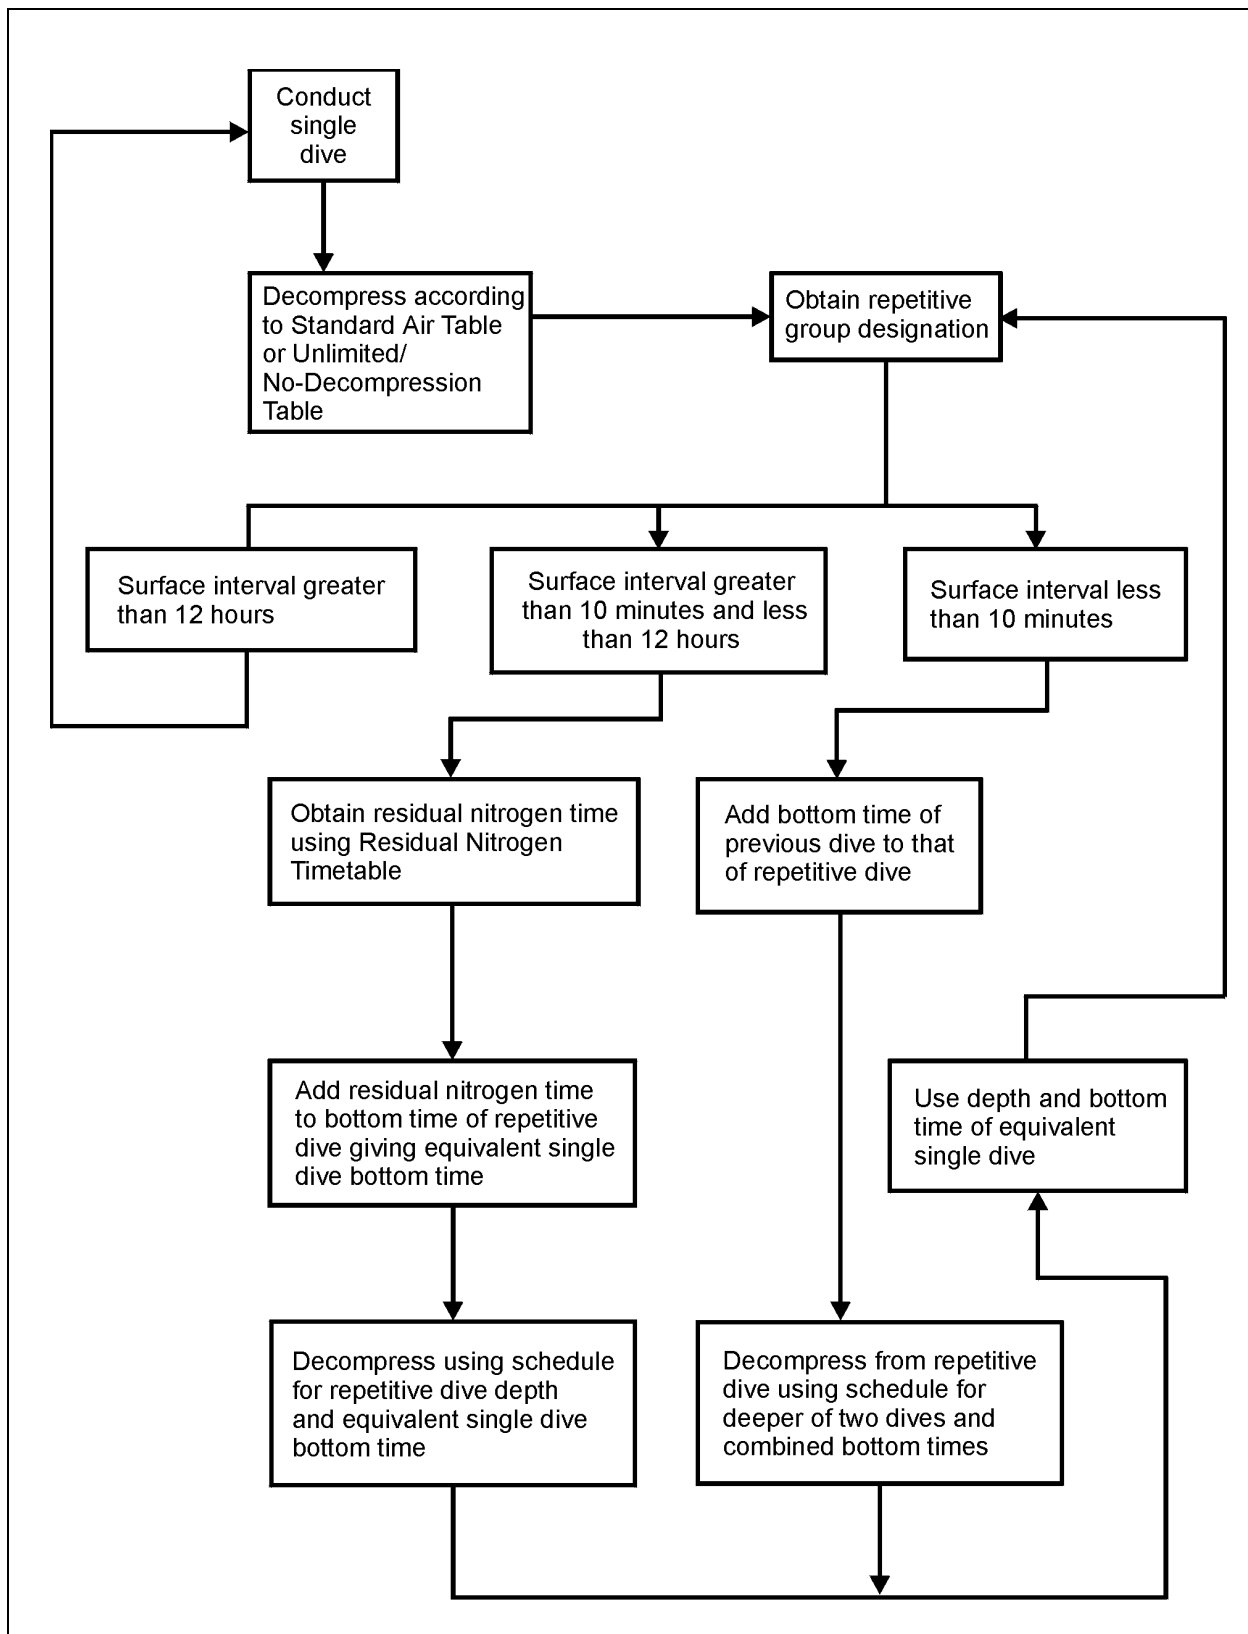 Conduct
single
dive
Decompress according
to Standard Air Table
or Unlimited/
No-Decompression
Table
Obtain repetitive
group designation
Surface interval greater
than 12 hours
Surface interval greater
than 10 minutes and less
than 12 hours
Surface interval less
than 10 minutes
Obtain residual nitrogen time
using Residual Nitrogen
Timetable
Add bottom time of
previous dive to that
of repetitive dive
Add residual nitrogen time
to bottom time of repetitive
dive giving equivalent single
dive bottom time
Use depth and bottom
time of equivalent
single dive
Decompress using schedule
for repetitive dive depth
and equivalent single dive
bottom time
Decompress from repetitive
dive using schedule for
deeper of two dives and
combined bottom times